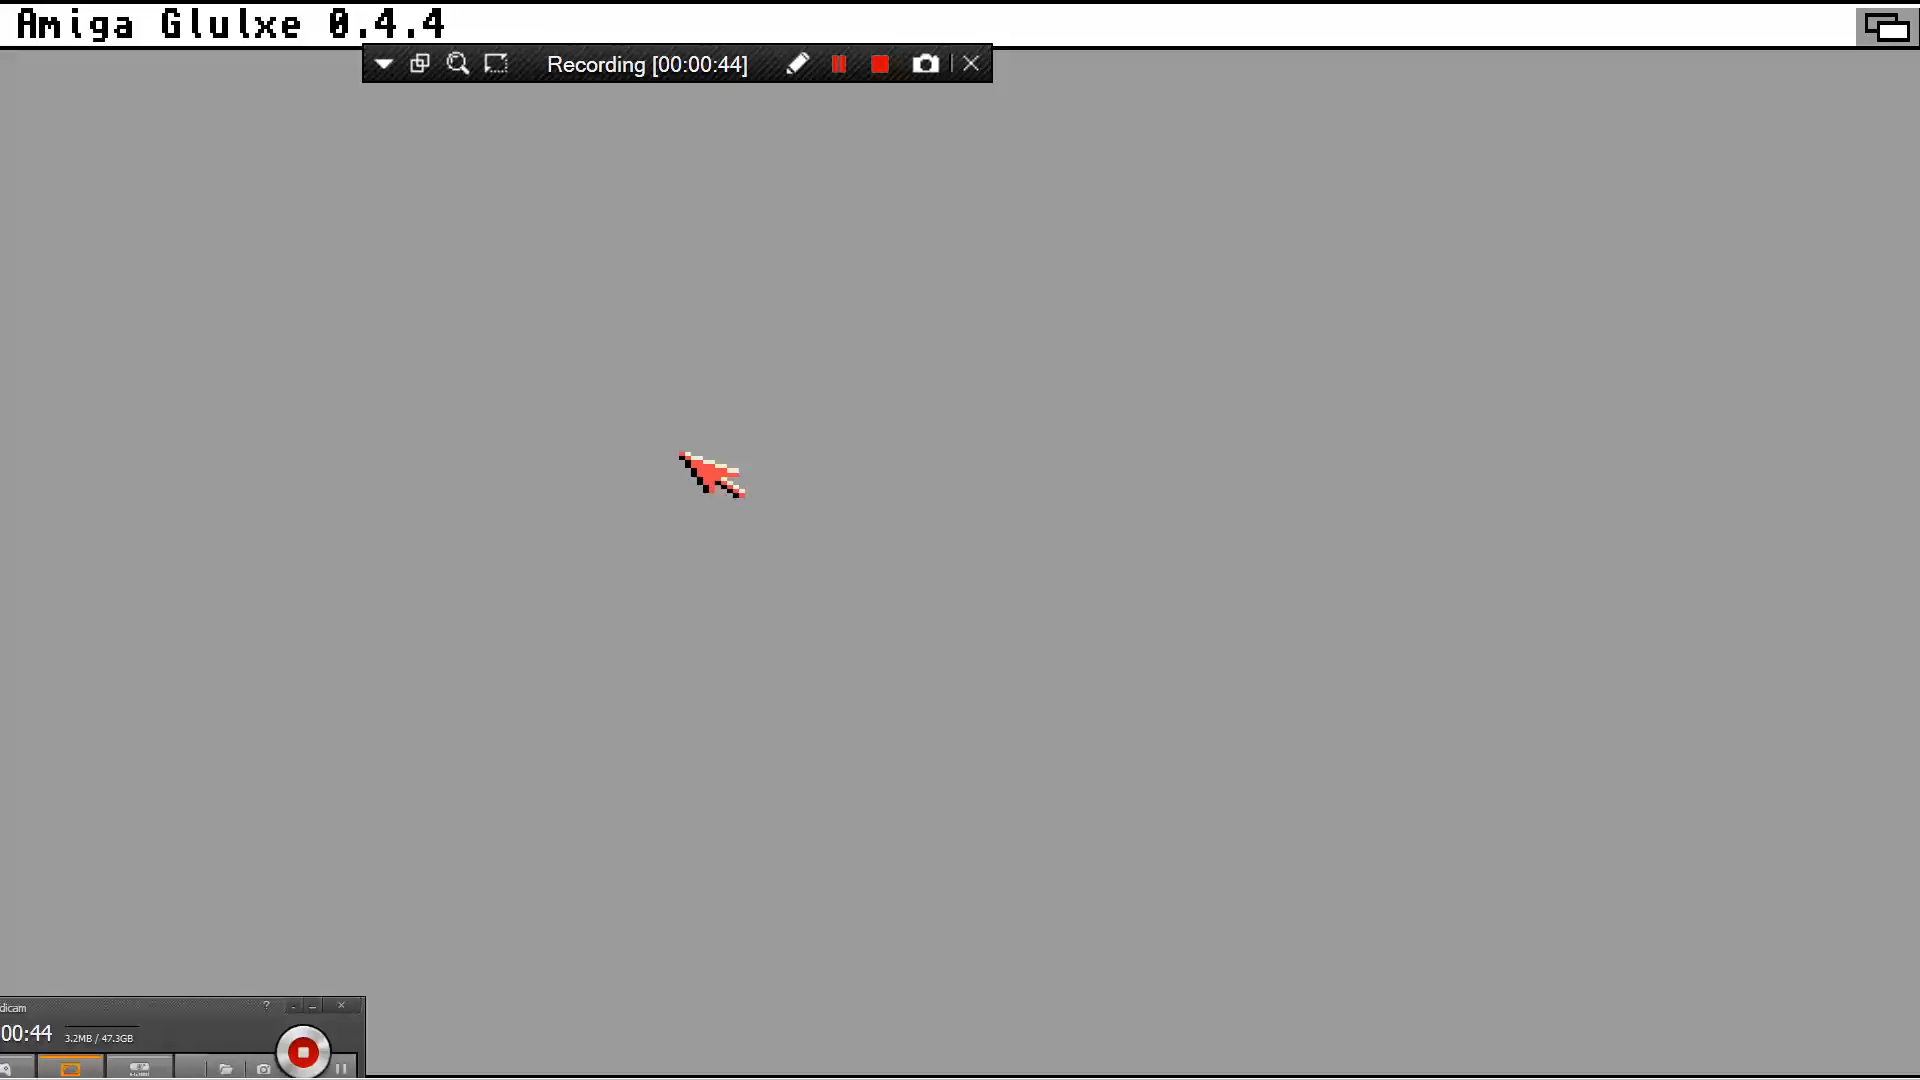 Amiga Glulxe 0.4.4
Recording [00:00:44]
dicam
?
00:44
3.2MB / 47.3GB